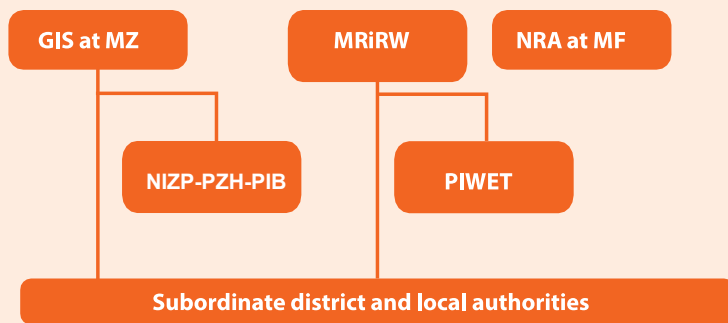 GIS at MZ
MRiRW
NRA at MF
NIZP-PZH-PIB
PIWET
Subordinate district and local authorities